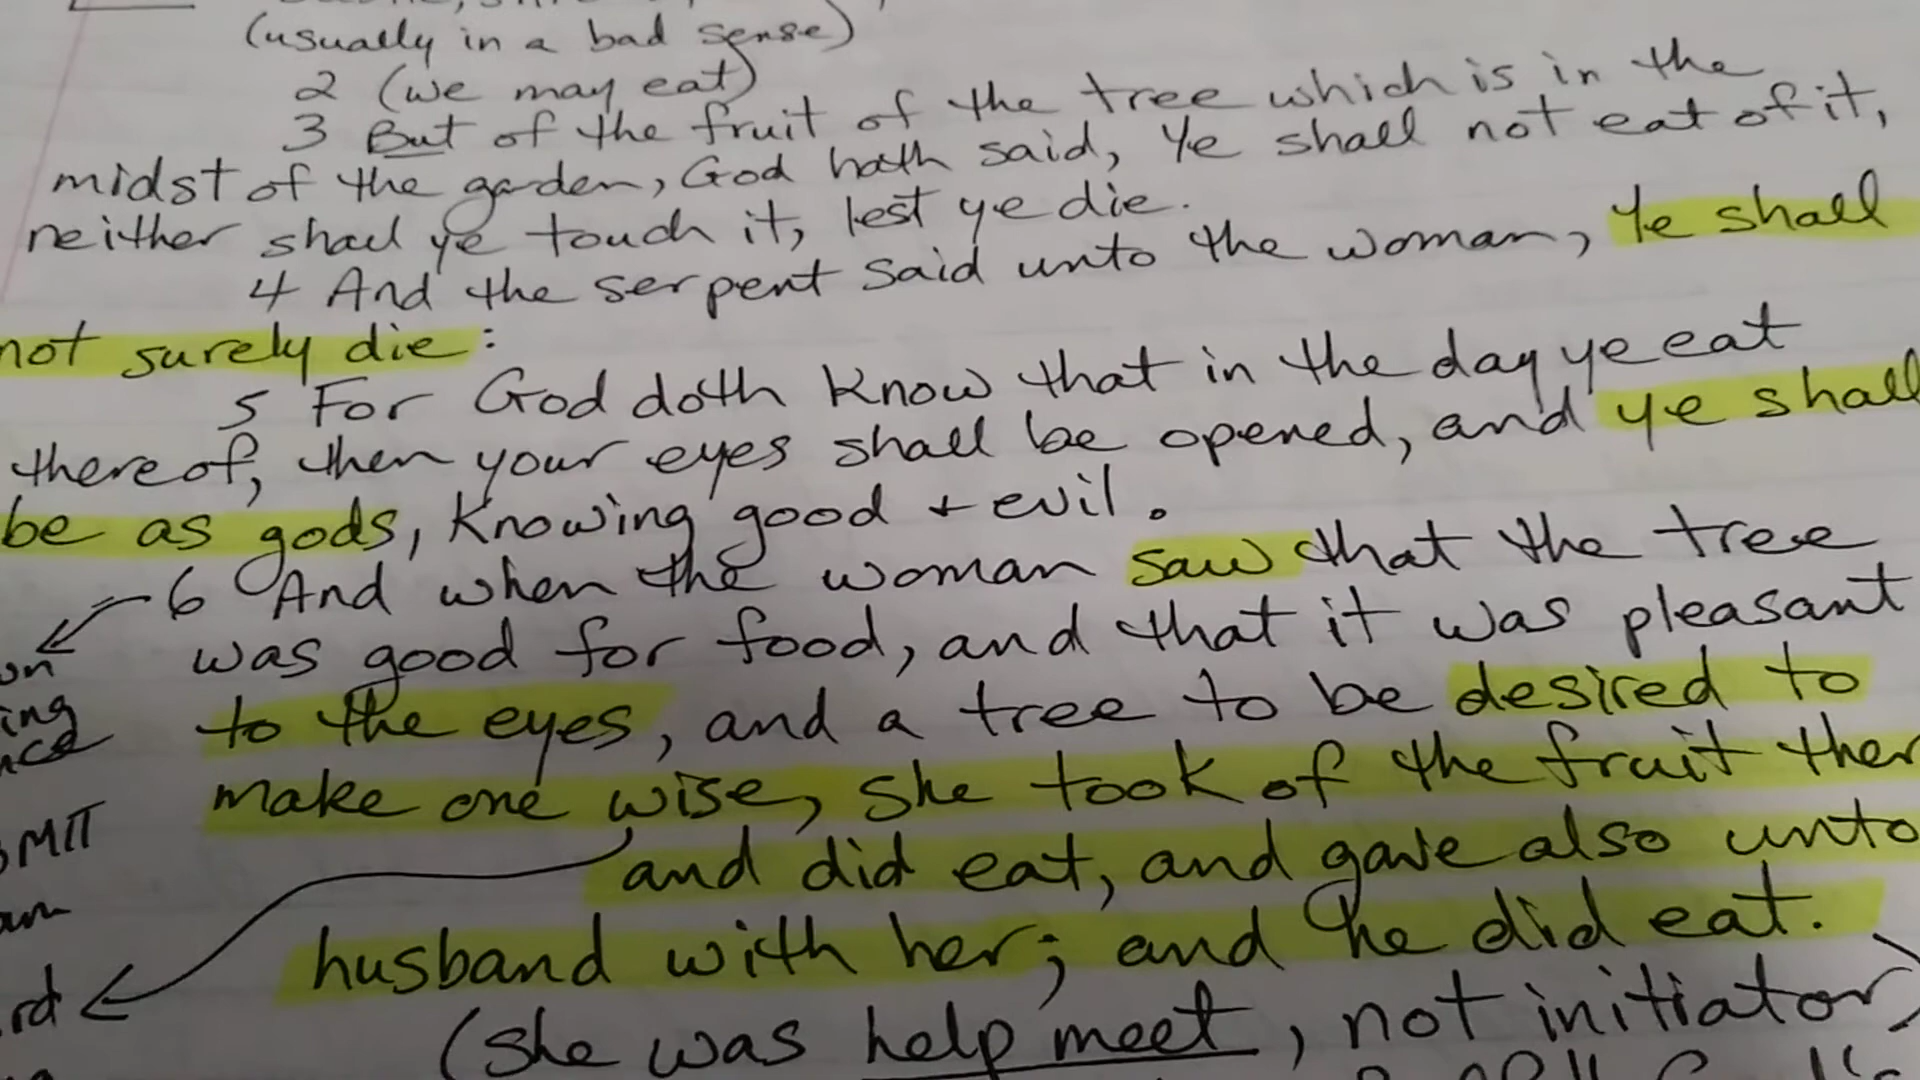 (usually in a bad sense)
2 (we may eat)
3 But of the fruit of the tree which is in the
midst of the garden, God hath said, Ye shall not eat of it,
neither shall ye touch it, lest ye die.
4 And the serpent said unto the woman, Ye shall
not surely die:
5 For God doth know that in the day ye eat
thereof, then your eyes shall be opened, and ye shall
be as gods, knowing good + evil.
6 And when the woman saw that the tree
was good for food, and that it was pleasant
to the eyes, and a tree to be desired to
make one wise, she took of the fruit ther
and did eat, and gave also unto
husband with her; and he did eat.
(she was help meet, not initiator)
on
ing
nce
MIT
am
rd